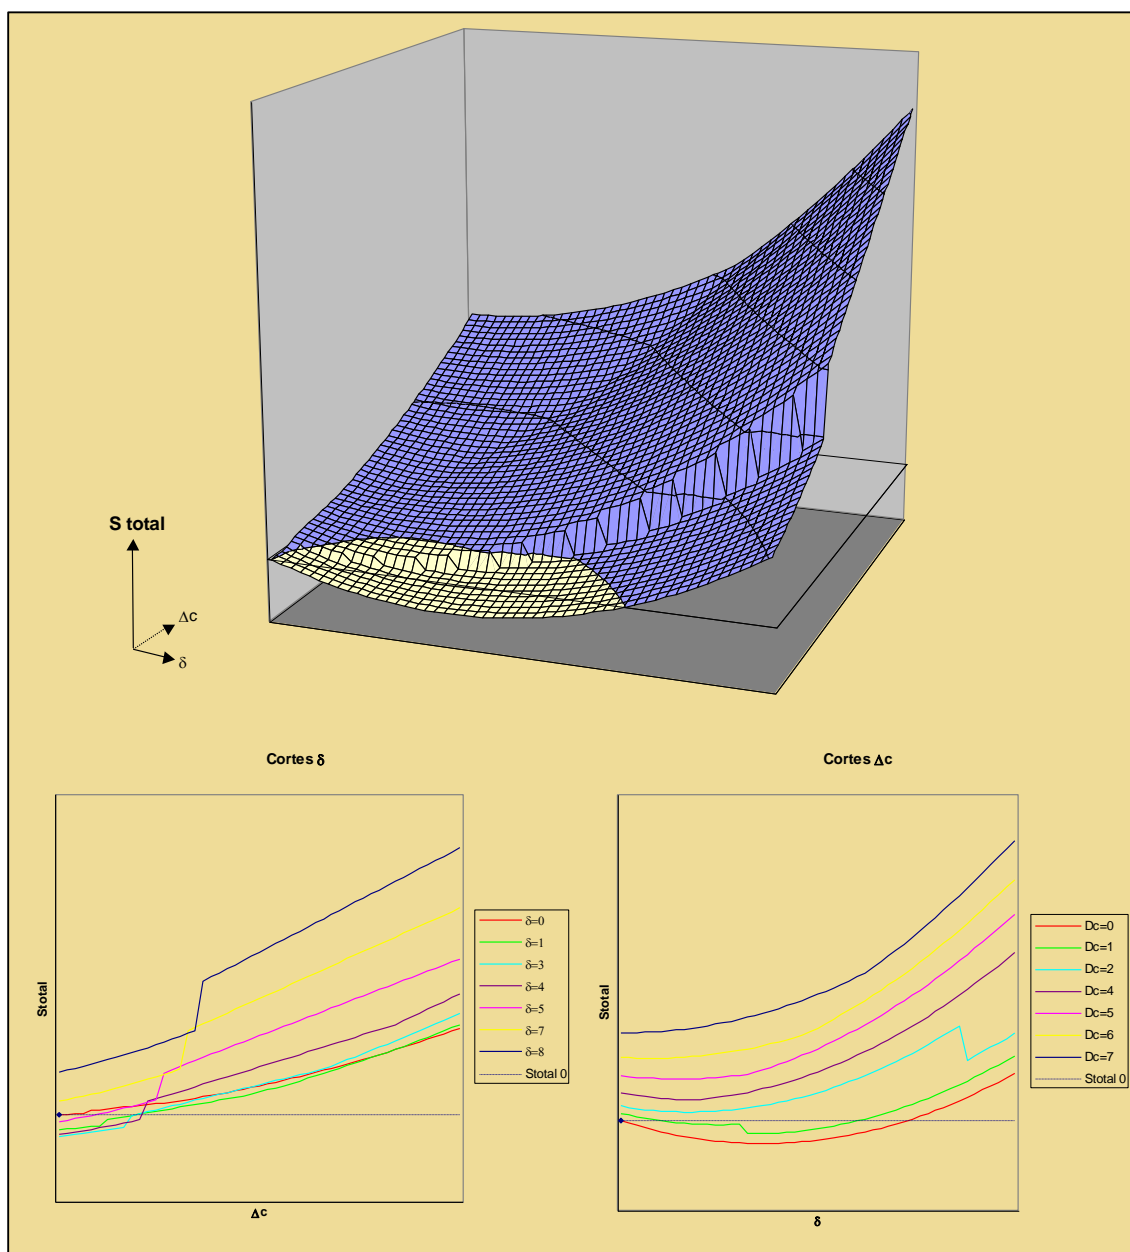 S total
Δc
δ
Cortes δ
Stotal
Δc
δ=0
δ=1
δ=3
δ=4
δ=5
δ=7
δ=8
Stotal 0
Cortes Δc
Stotal
δ
Dc=0
Dc=1
Dc=2
Dc=4
Dc=5
Dc=6
Dc=7
Stotal 0